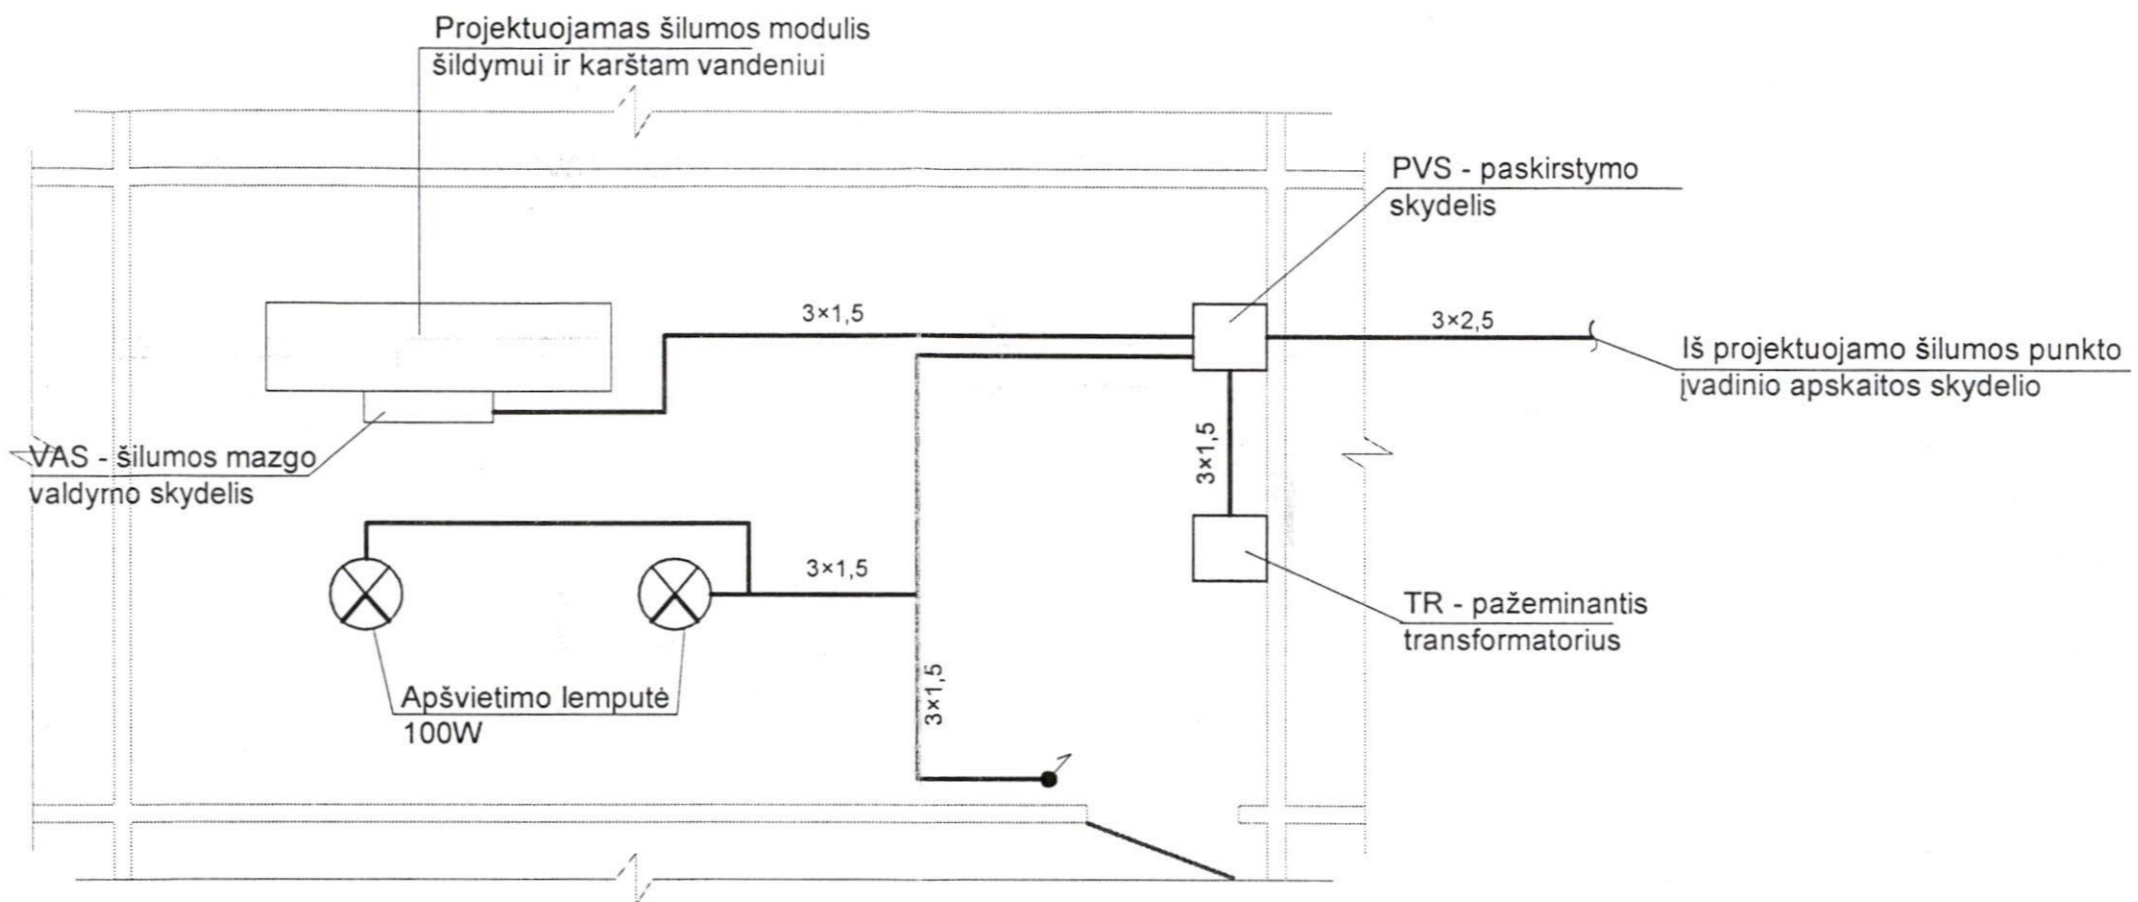 Projektuojamas šilumos modulis
šildymui ir karštam vandeniui
PVS - paskirstymo
skydelis
3×1,5
3×2,5
Iš projektuojamo šilumos punkto
įvadinio apskaitos skydelio
3×1,5
VAS - šilumos mazgo
valdymo skydelis
3×1,5
TR - pažeminantis
transformatorius
3×1,5
Apšvietimo lemputė
100W